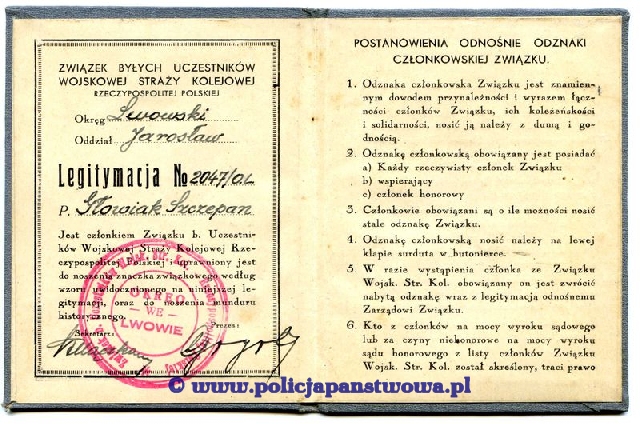 ZWIĄZEK BYŁYCH UCZESTNIKÓW
WOJSKOWEJ STRAŻY KOLEJOWEJ
RZECZYPOSPOLITEJ POLSKIEJ
Okręg Lwowski
Oddział Jarosław
Legitymacja No 2047/OL
P. Szczepan
Jest członkiem Związku b. Uczest-
ników Wojskowej Straży Kolejowej Rze-
czypospolitej Polskiej i uprawniony jest
do noszenia znaczka związkowego według
wzoru uwidocznionego na niniejszej le-
gitymacji, oraz do noszenia munduru
historycznego.
Sekretarz Prezes
OKRĘG
WE
LWOWIE
POSTANOWIENIA ODNOŚNIE ODZNAKI
CZŁONKOWSKIEJ ZWIĄZKU.
1. Odznaka członkowska Związku jest znamien-
nym dowodem przynależności i wyrazem łącz-
ności członków Związku, ich koleżeńskości
i solidarności, nosić ją należy z dumą i go-
dnością.
2. Odznakę członkowską obowiązany jest posiadać
a) Każdy rzeczywisty członek Związku
b) wspierający
c) członek honorowy
3. Członkowie obowiązani są o ile możności nosić
stale odznakę Związku.
4. Odznakę członkowską nosić należy na lewej
klapie surduta w butonierce.
5. W razie wystąpienia członka ze Związku
Wojsk. Str. Kol. obowiązany on jest zwrócić
nabytą odznakę wraz z legitymacją odnośnemu
Zarządowi Związku.
6. Kto z członków na mocy wyroku sądowego
lub za czyny niehonorowe na mocy wyroku
sądu honorowego z listy członków Związku
Wojsk. Str. Kol. został skreślony, traci prawo
© www.policjapanstwowa.pl